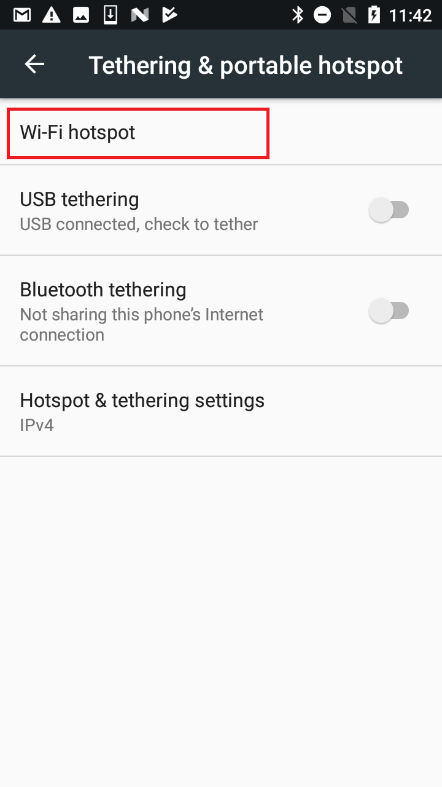 11:42
Tethering & portable hotspot
Wi-Fi hotspot
USB tethering
USB connected, check to tether
Bluetooth tethering
Not sharing this phone's Internet
connection
Hotspot & tethering settings
IPv4